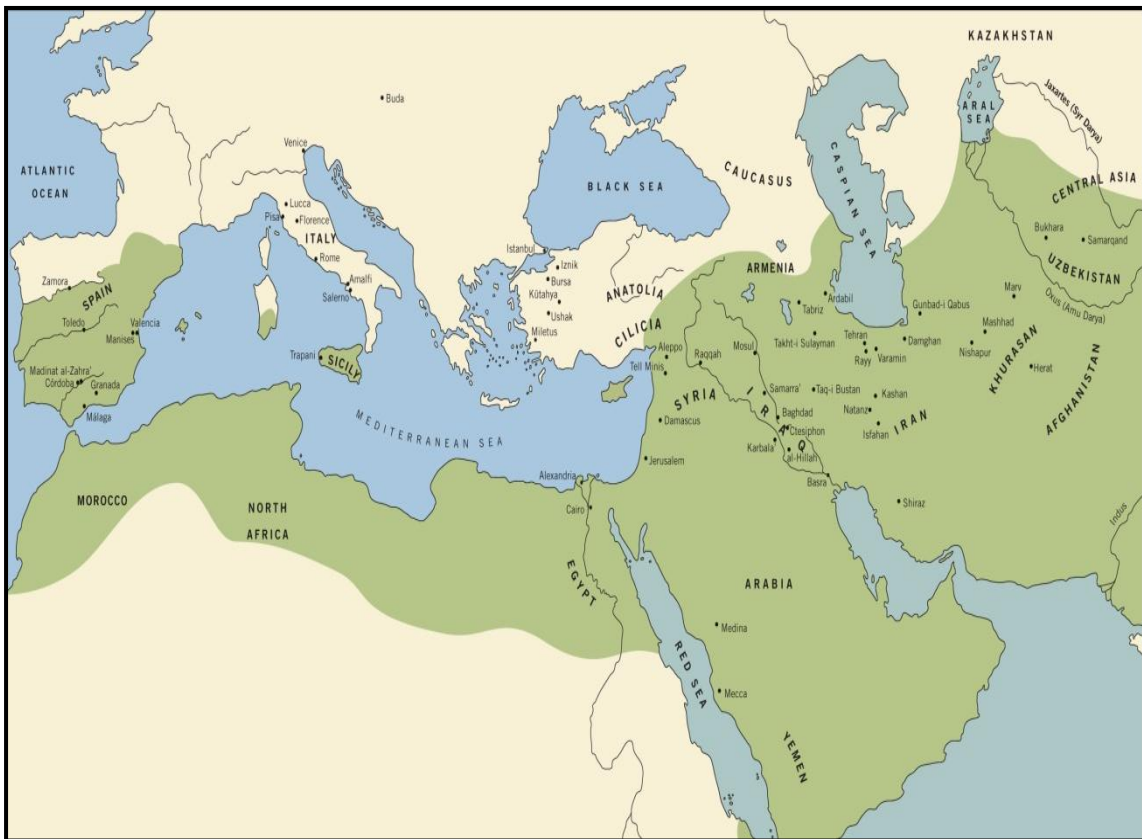 KAZAKHSTAN
Jaxartes (Syr Darya)
ARAL
SEA
Buda
Venice
ATLANTIC
OCEAN
BLACK SEA
CAUCASUS
CASPIAN SEA
CENTRAL ASIA
Lucca
Pisa
Florence
ITALY
Rome
Amalfi
Salerno
Istanbul
Iznik
Bursa
Kütahya
Ushak
Miletus
ANATOLIA
CILICIA
ARMENIA
Ardabil
Tabriz
Takht-i Sulayman
Gunbad-i Qabus
Tehran
Rayy
Varamin
Damghan
Bukhara
Samarqand
UZBEKISTAN
Oxus (Amu Darya)
Marv
Mashhad
Nishapur
KHURASAN
Herat
AFGHANISTAN
Zamora
SPAIN
Toledo
Valencia
Manises
Madinat al-Zahra'
Córdoba
Granada
Málaga
Trapani
SICILY
MEDITERRANEAN SEA
Aleppo
Tell Minis
Raqqah
Mosul
SYRIA
IRAQ
Samarra'
Taq-i Bustan
Kashan
Natanz
Isfahan
IRAN
Baghdad
Ctesiphon
Karbala'
al-Hillah
Damascus
Jerusalem
Basra
Shiraz
Indus
Alexandria
Cairo
MOROCCO
NORTH
AFRICA
EGYPT
ARABIA
Medina
RED SEA
Mecca
YEMEN